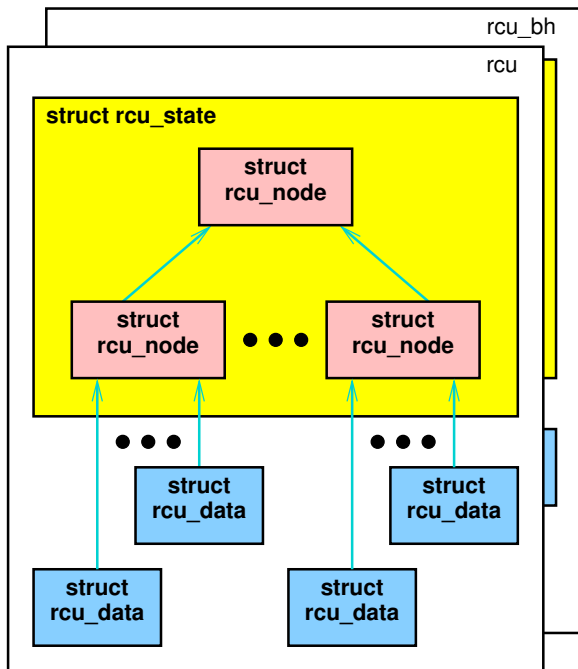 rcu_bh
rcu
struct rcu_state
struct
rcu_node
struct
rcu_node
struct
rcu_node
struct
rcu_data
struct
rcu_data
struct
rcu_data
struct
rcu_data